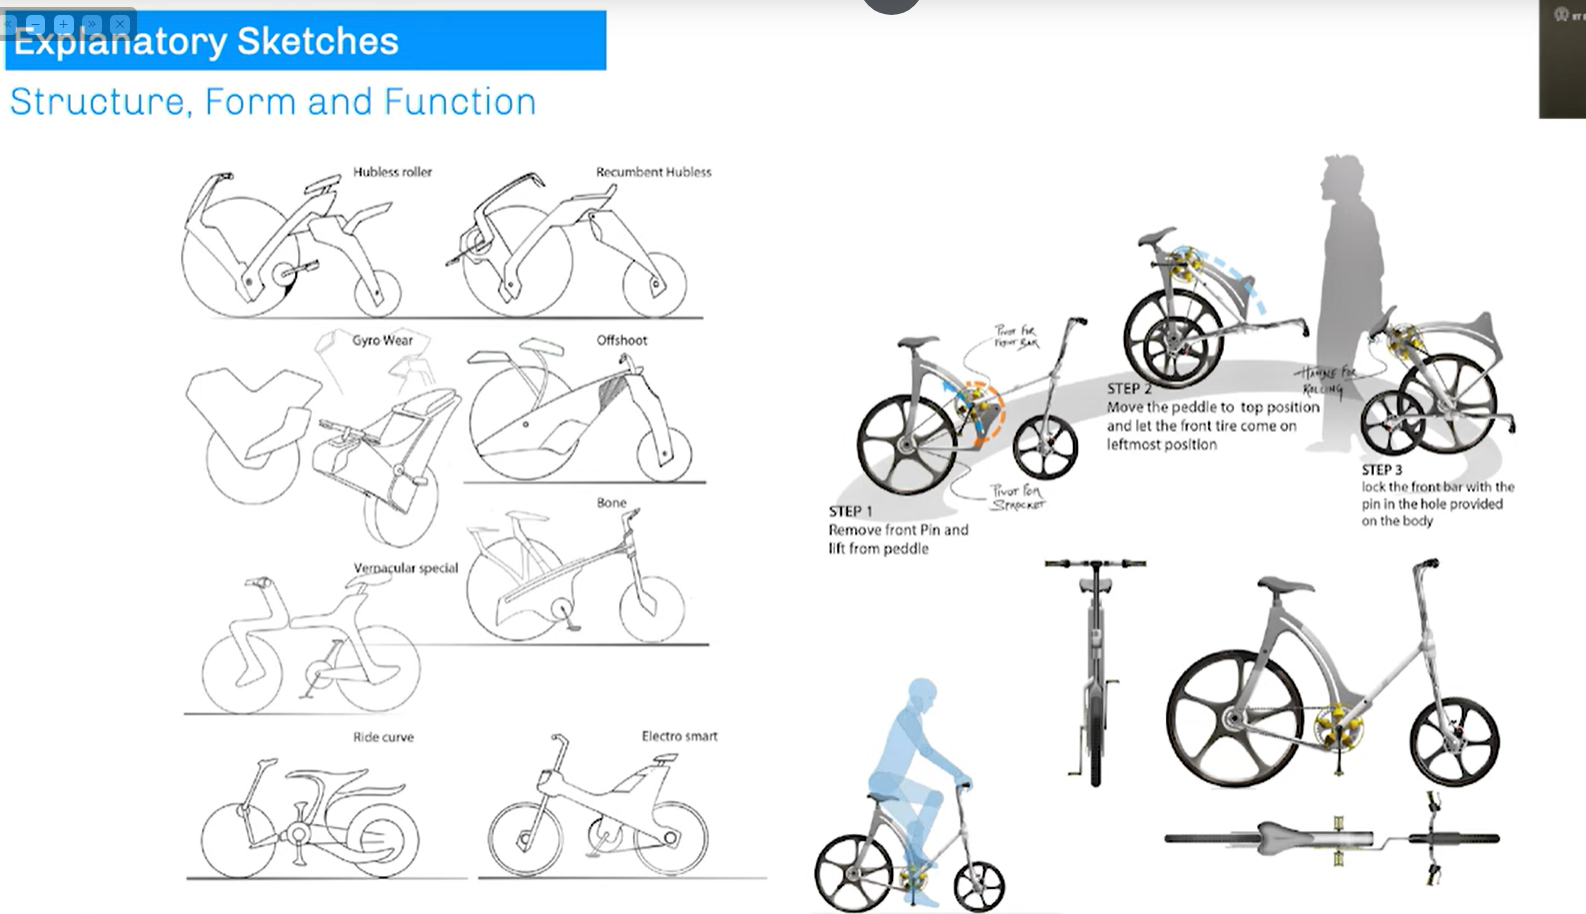 Explanatory Sketches
Structure, Form and Function
Hubless roller
Recumbent Hubless
Gyro Wear
Offshoot
Bone
Vernacular special
Ride curve
Electro smart
PIVOT FOR
FRONT BAR
PIVOT FOR
SPROCKET
STEP 1
Remove front Pin and
lift from peddle
STEP 2
Move the peddle to top position
and let the front tire come on
leftmost position
HANDLE FOR
ROLLING
STEP 3
lock the front bar with the
pin in the hole provided
on the body